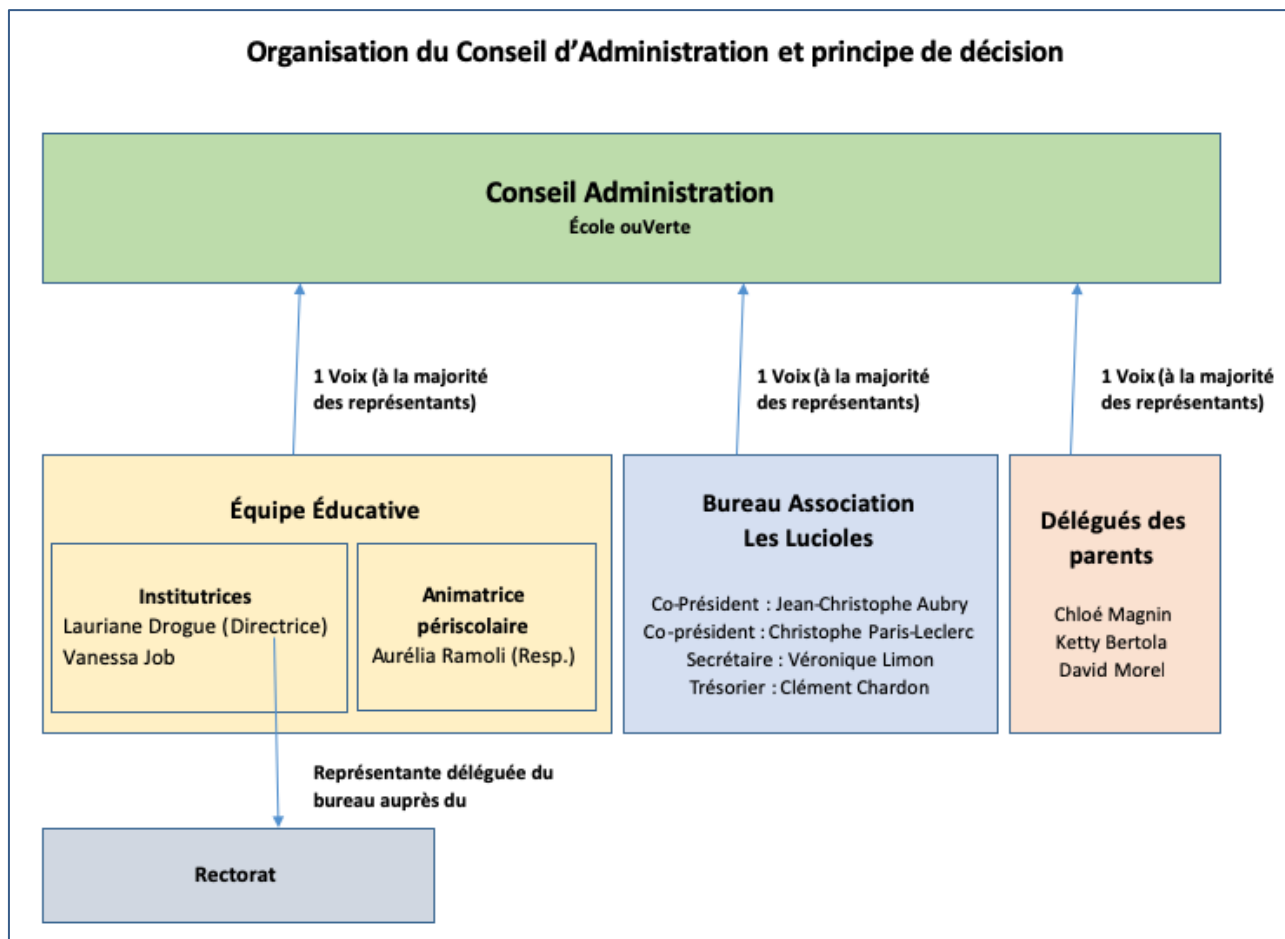 Organisation du Conseil d’Administration et principe de décision
Conseil Administration
École ouVerte
1 Voix (à la majorité
des représentants)
1 Voix (à la majorité
des représentants)
1 Voix (à la majorité
des représentants)
Équipe Éducative
Institutrices
Lauriane Drogue (Directrice)
Vanessa Job
Animatrice
périscolaire
Aurélia Ramoli (Resp.)
Bureau Association
Les Lucioles
Co-Président : Jean-Christophe Aubry
Co-président : Christophe Paris-Leclerc
Secrétaire : Véronique Limon
Trésorier : Clément Chardon
Délégués des
parents
Chloé Magnin
Ketty Bertola
David Morel
Représentante déléguée du
bureau auprès du
Rectorat